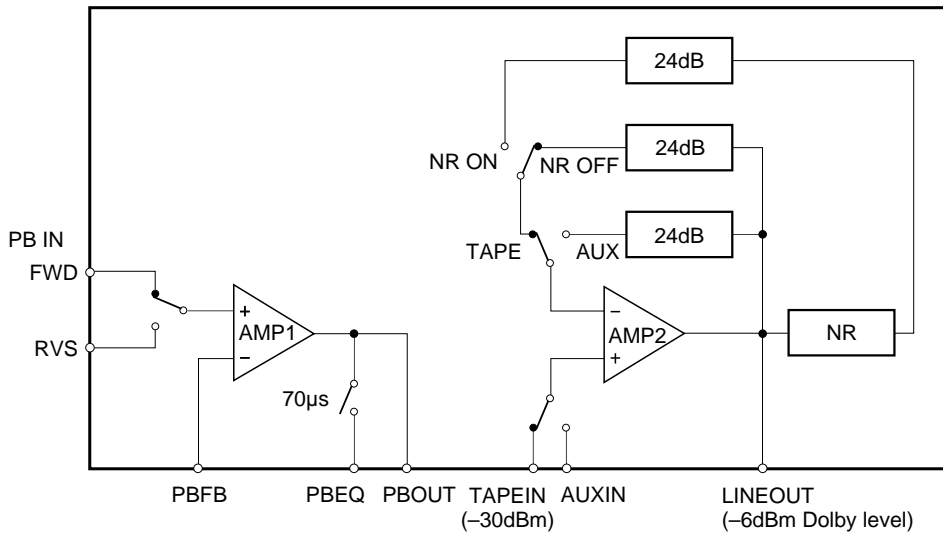 24dB
NR ON
NR OFF
24dB
TAPE
AUX
24dB
PB IN
FWD
RVS
+
AMP1
−
−
AMP2
+
NR
70µs
PBFB
PBEQ
PBOUT
TAPEIN
(–30dBm)
AUXIN
LINEOUT
(–6dBm Dolby level)